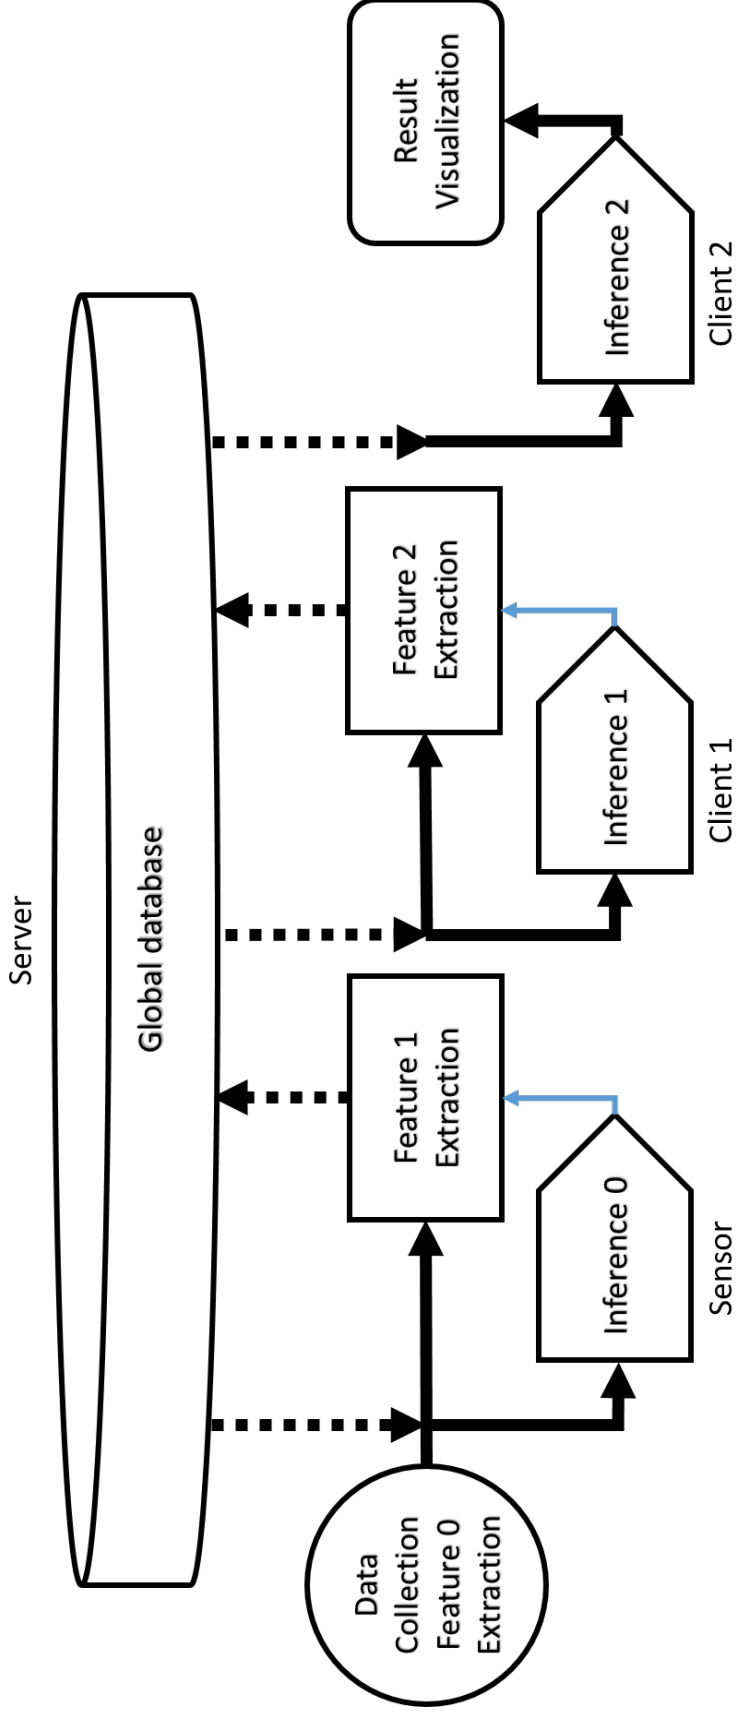 Server
Global database
Data
Collection
Feature 0
Extraction
Feature 1
Extraction
Feature 2
Extraction
Result
Visualization
Inference 0
Inference 1
Inference 2
Sensor
Client 1
Client 2